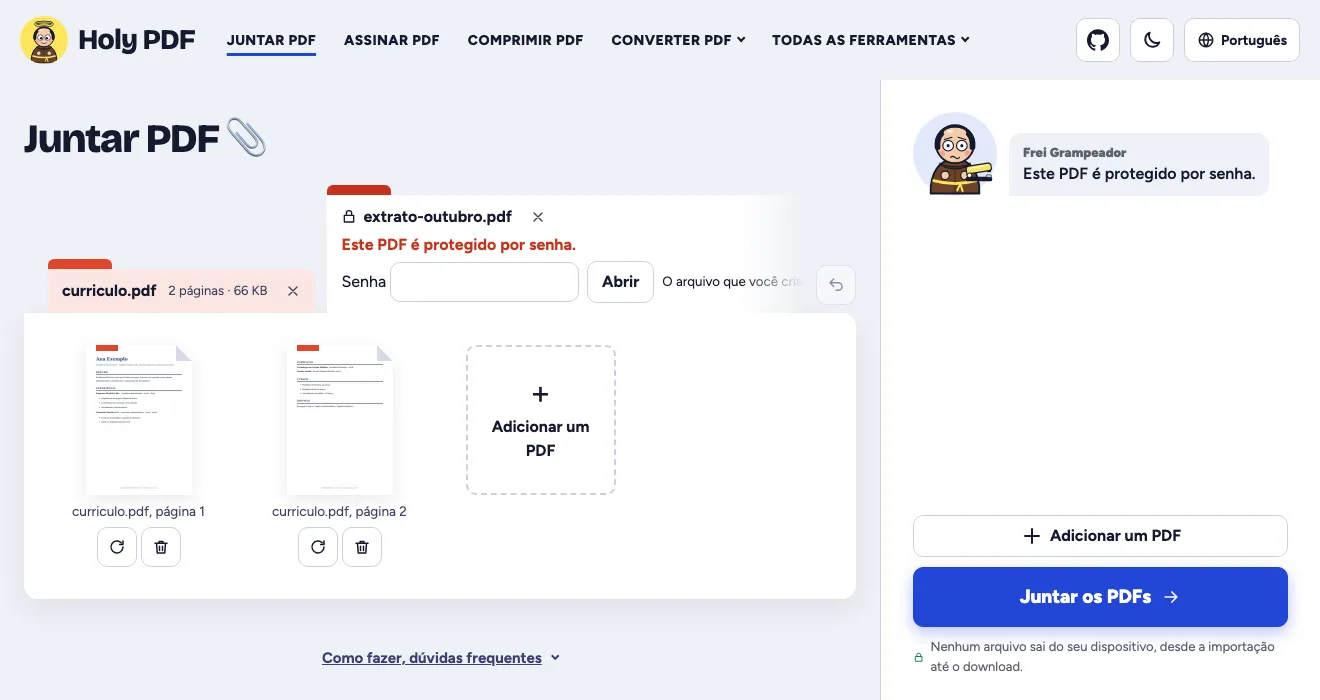 Holy PDF
JUNTAR PDF
ASSINAR PDF
COMPRIMIR PDF
CONVERTER PDF
TODAS AS FERRAMENTAS
Português
Juntar PDF
extrato-outubro.pdf
Este PDF é protegido por senha.
Senha
Abrir
O arquivo que você
curriculo.pdf 2 páginas · 66 KB
Ana Exemplo
curriculo.pdf, página 1
curriculo.pdf, página 2
Adicionar um
PDF
Como fazer, dúvidas frequentes
Frei Grampeador
Este PDF é protegido por senha.
Adicionar um PDF
Juntar os PDFs
Nenhum arquivo sai do seu dispositivo, desde a importação
até o download.